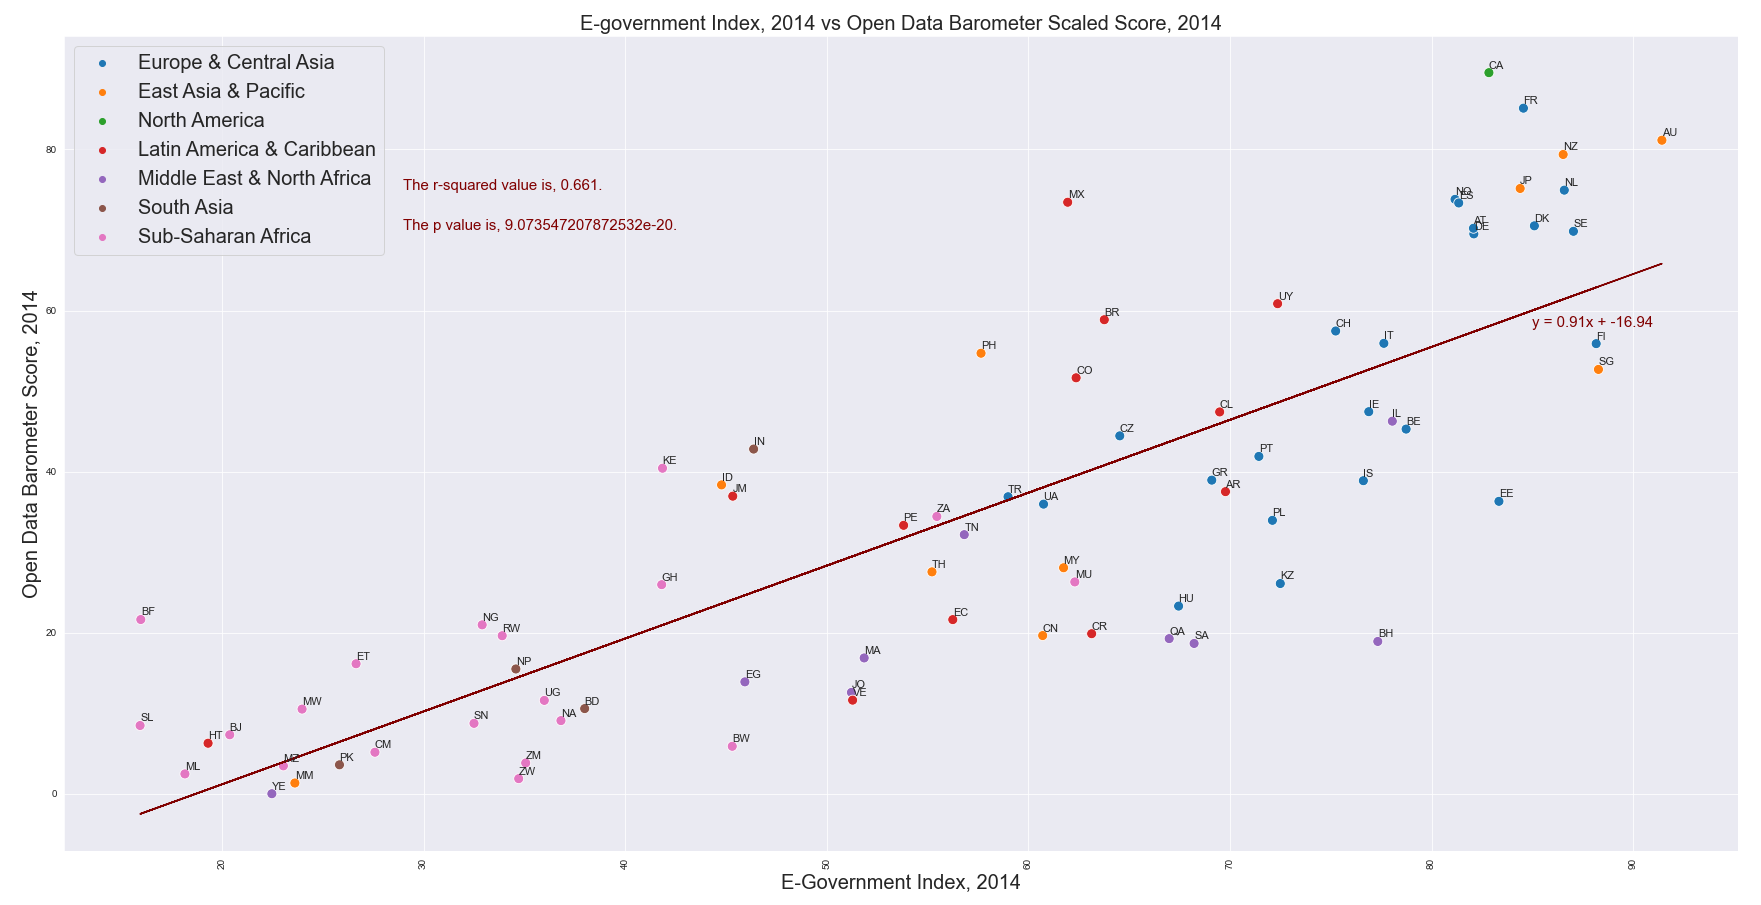 E-government Index, 2014 vs Open Data Barometer Scaled Score, 2014
Europe & Central Asia
East Asia & Pacific
North America
Latin America & Caribbean
Middle East & North Africa
South Asia
Sub-Saharan Africa
The r-squared value is, 0.661.
The p value is, 9.073547207872532e-20.
y = 0.91x + -16.94
Open Data Barometer Score, 2014
80
60
40
20
0
CA
FR
AU
NZ
JP
NL
NO
ES
MX
AT
DE
DK
SE
UY
BR
CH
IT
FI
SG
PH
CO
CL
IE
IL
BE
CZ
IN
PT
KE
ID
JM
GR
AR
IS
TR
UA
EE
ZA
PE
PL
TN
TH
MY
MU
KZ
GH
HU
BF
EC
NG
RW
CN
CR
QA
SA
BH
MA
ET
NP
EG
JO
VE
UG
MW
BD
NA
SL
SN
BJ
HT
BW
CM
MZ
PK
ZM
ML
ZW
MM
YE
20
30
40
50
60
70
80
90
E-Government Index, 2014